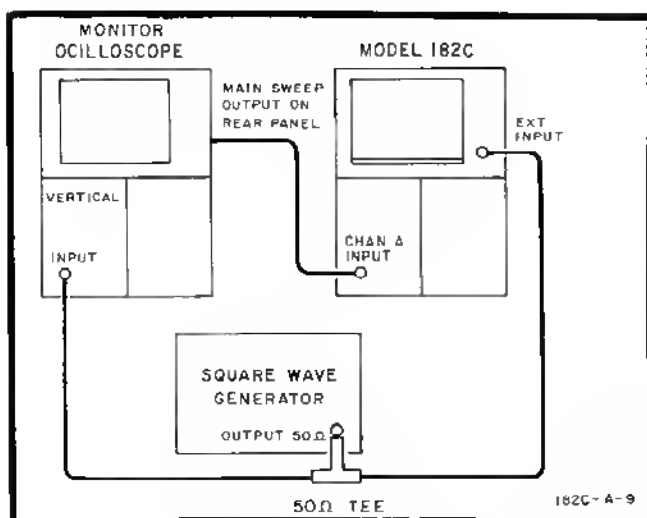 MONITOR
OCILLOSCOPE
MODEL 182C
MAIN SWEEP
OUTPUT ON
REAR PANEL
EXT
INPUT
VERTICAL
INPUT
CHAN A
INPUT
SQUARE WAVE
GENERATOR
OUTPUT 50Ω
50Ω TEE
182C-A-9